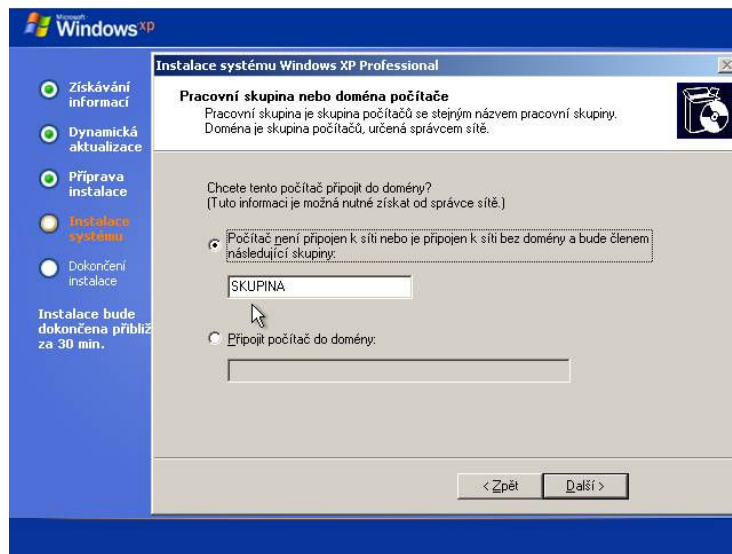 Microsoft
Windows xp
Získávání
informací
Dynamická
aktualizace
Příprava
instalace
Instalace
systému
Dokončení
instalace
Instalace bude
dokončena přibliž
za 30 min.
Instalace systému Windows XP Professional
Pracovní skupina nebo doména počítače
Pracovní skupina je skupina počítačů se stejným názvem pracovní skupiny.
Doména je skupina počítačů, určená správcem sítě.
Chcete tento počítač připojit do domény?
(Tuto informaci je možná nutné získat od správce sítě.)
Počítač není připojen k síti nebo je připojen k síti bez domény a bude členem
následující skupiny:
SKUPINA
Připojit počítač do domény:
< Zpět
Další >